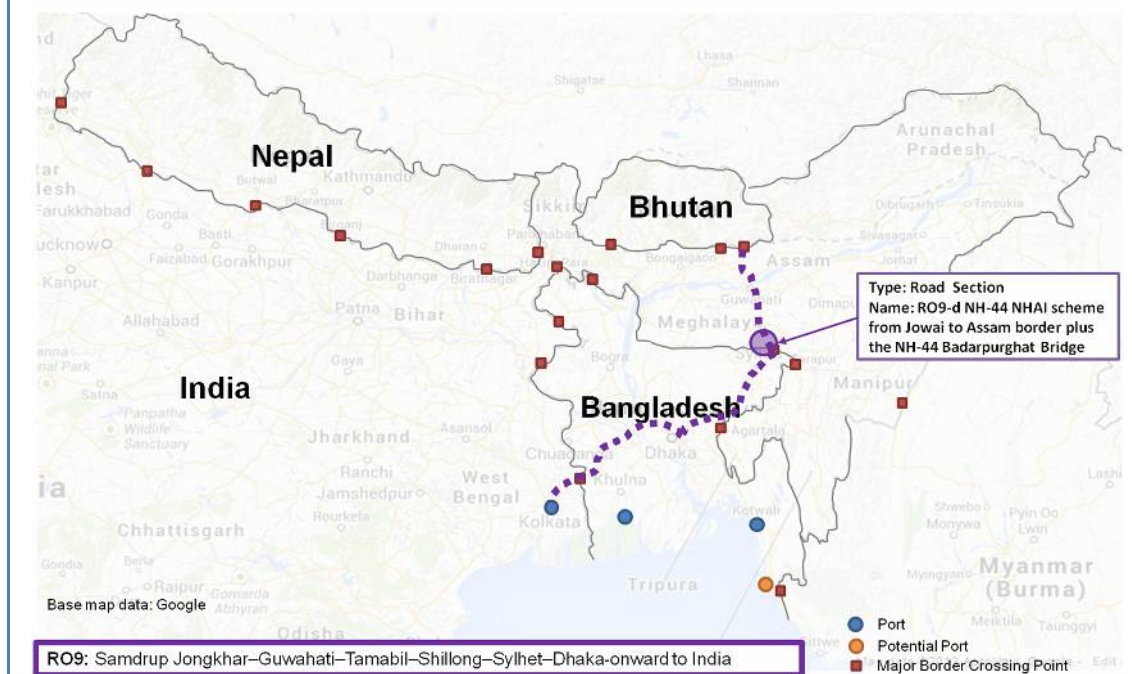 Lhasa
Shigatse
Shannan
Arunachal
Pradesh
Nepal
Butwal
Kathmandu
Bharatpur
Birganj
Sikkim
Bhutan
Dibrugarh
Tinsukia
Farrukhabad
Gonda
Basti
Faizabad
Gorakhpur
Kanpur
Dharan
Biratnagar
Darbhanga
Bongaigaon
Assam
Sivasagar
Jorhat
Guwahati
Meghalaya
Type: Road Section
Name: RO9-d NH-44 NHAI scheme
from Jowai to Assam border plus
the NH-44 Badarpurghat Bridge
Allahabad
Patna
Bihar
Gaya
Satna
Panpatha
Wildlife
Sanctuary
India
Bogra
Manipur
Bangladesh
Agartala
Jharkhand
Asansol
Ranchi
Jamshedpur
West
Bengal
Dhaka
Khulna
Kolkata
Kotwali
Rourkela
Chhattisgarh
Gondia
Raipur
Gomarda
Abhyran
Odisha
Tripura
Shwebo
Monywa
Pyin Oo
Lwin
Myingyan
Myanmar
(Burma)
Meiktila
Taunggyi
Base map data: Google
Port
Potential Port
Major Border Crossing Point
RO9: Samdrup Jongkhar–Guwahati–Tamabil–Shillong–Sylhet–Dhaka-onward to India